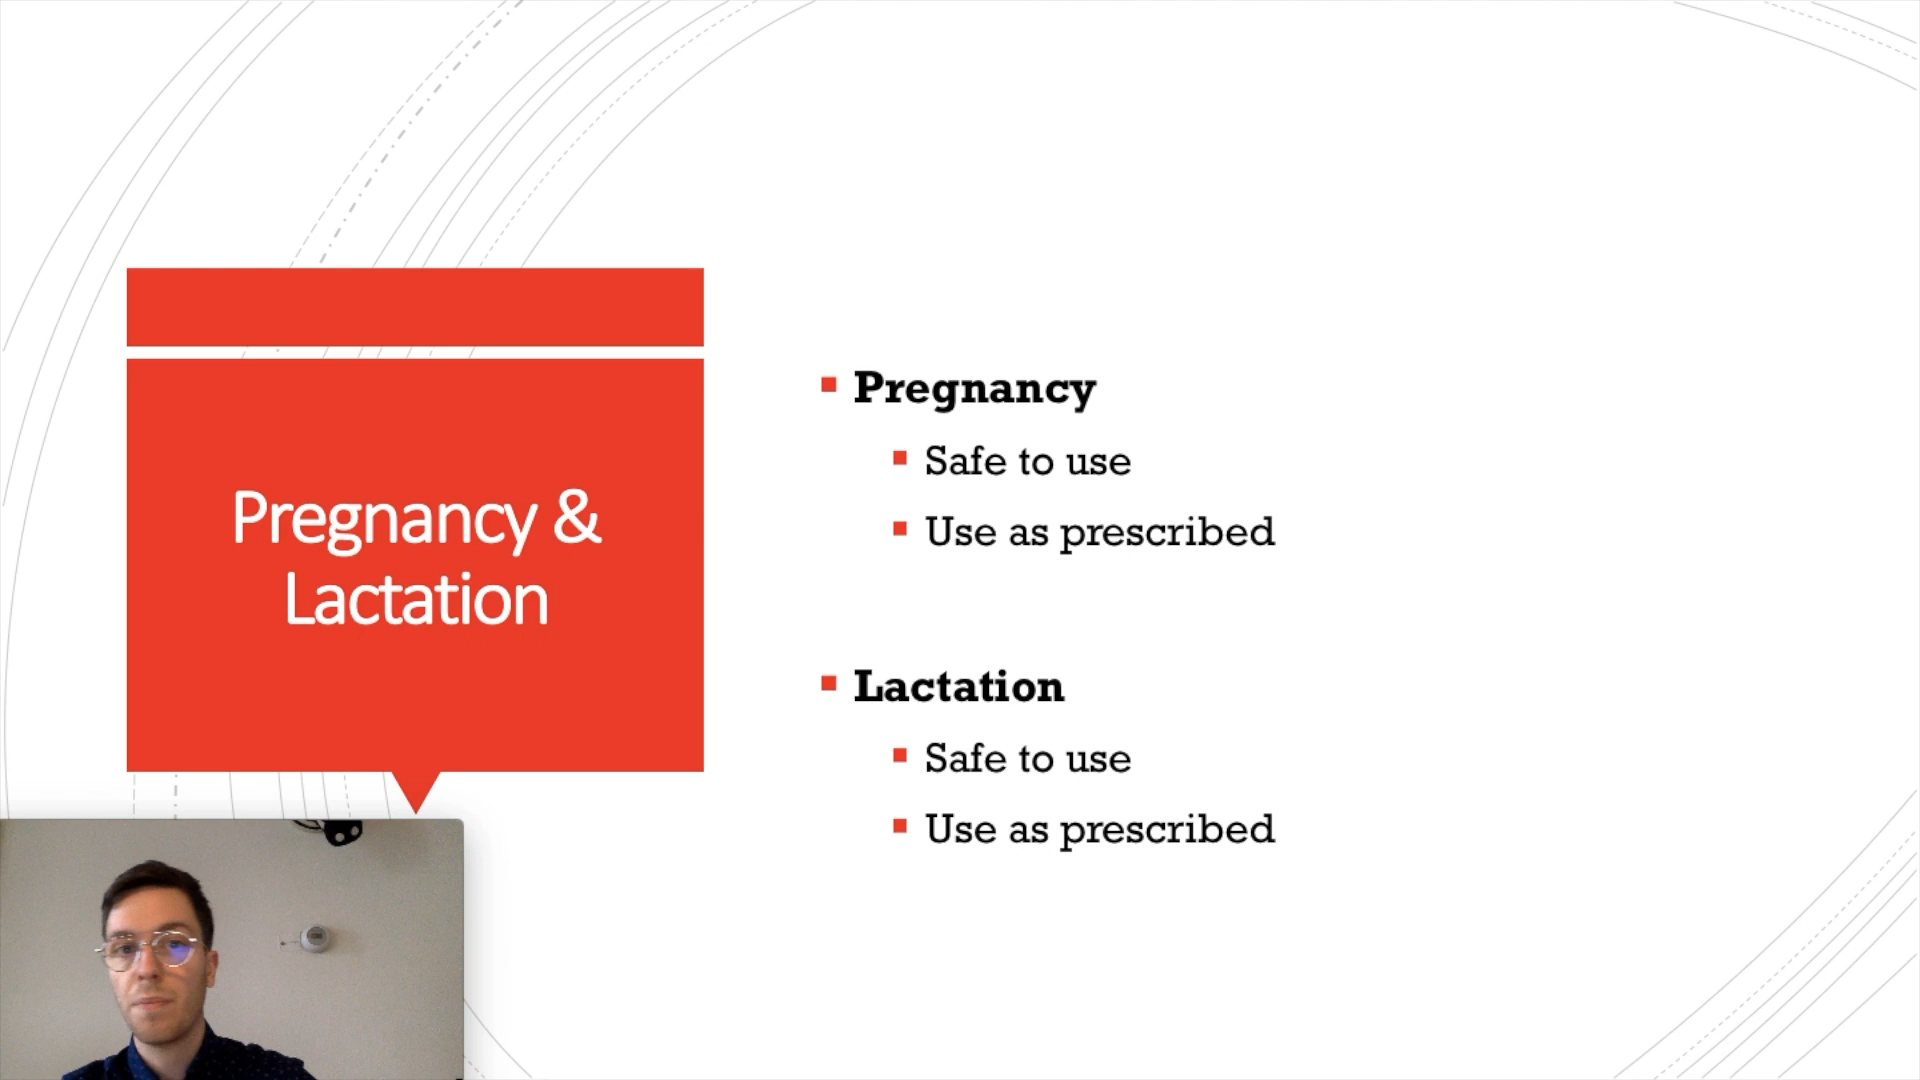 Pregnancy &
Lactation
Pregnancy
Safe to use
Use as prescribed
Lactation
Safe to use
Use as prescribed